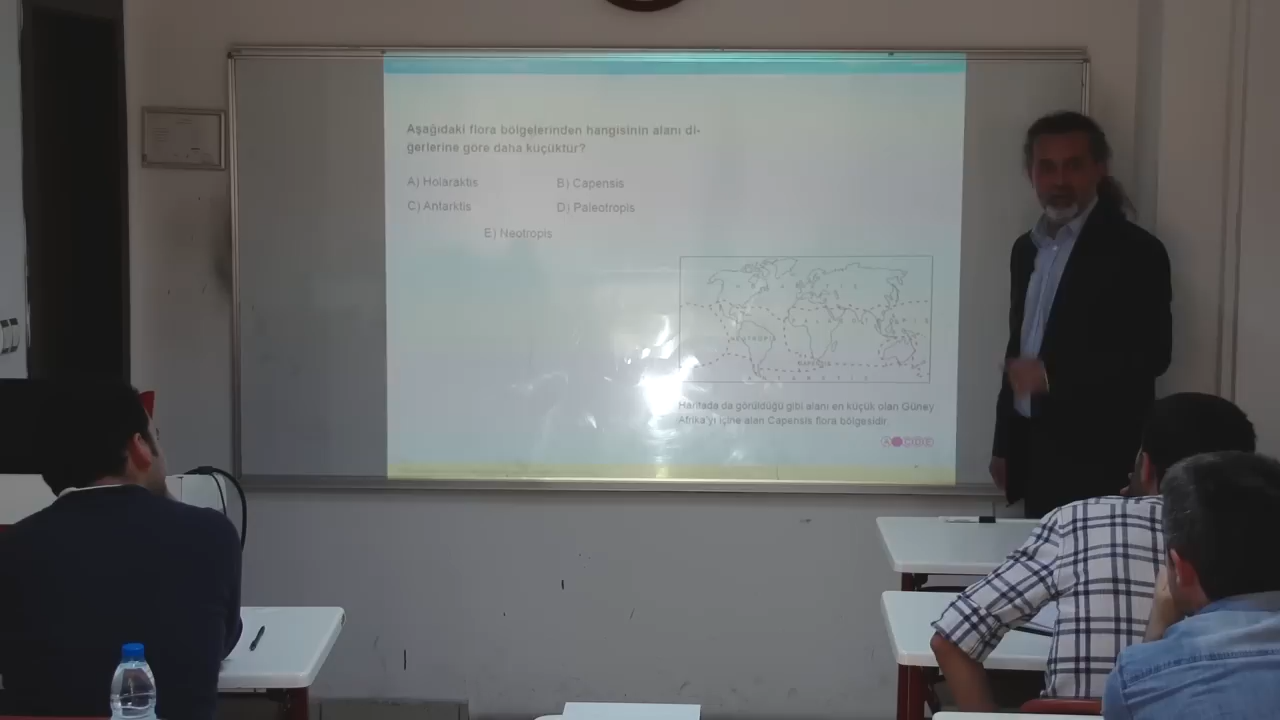 Aşağıdaki flora bölgelerinden hangisinin alanı di-
ğerlerine göre daha küçüktür?
A) Holaraktis B) Capensis
C) Antarktis D) Paleotropis
E) Neotropis
Haritada da görüldüğü gibi alanı en küçük olan Güney
Afrika'yı içine alan Capensis flora bölgesidir.